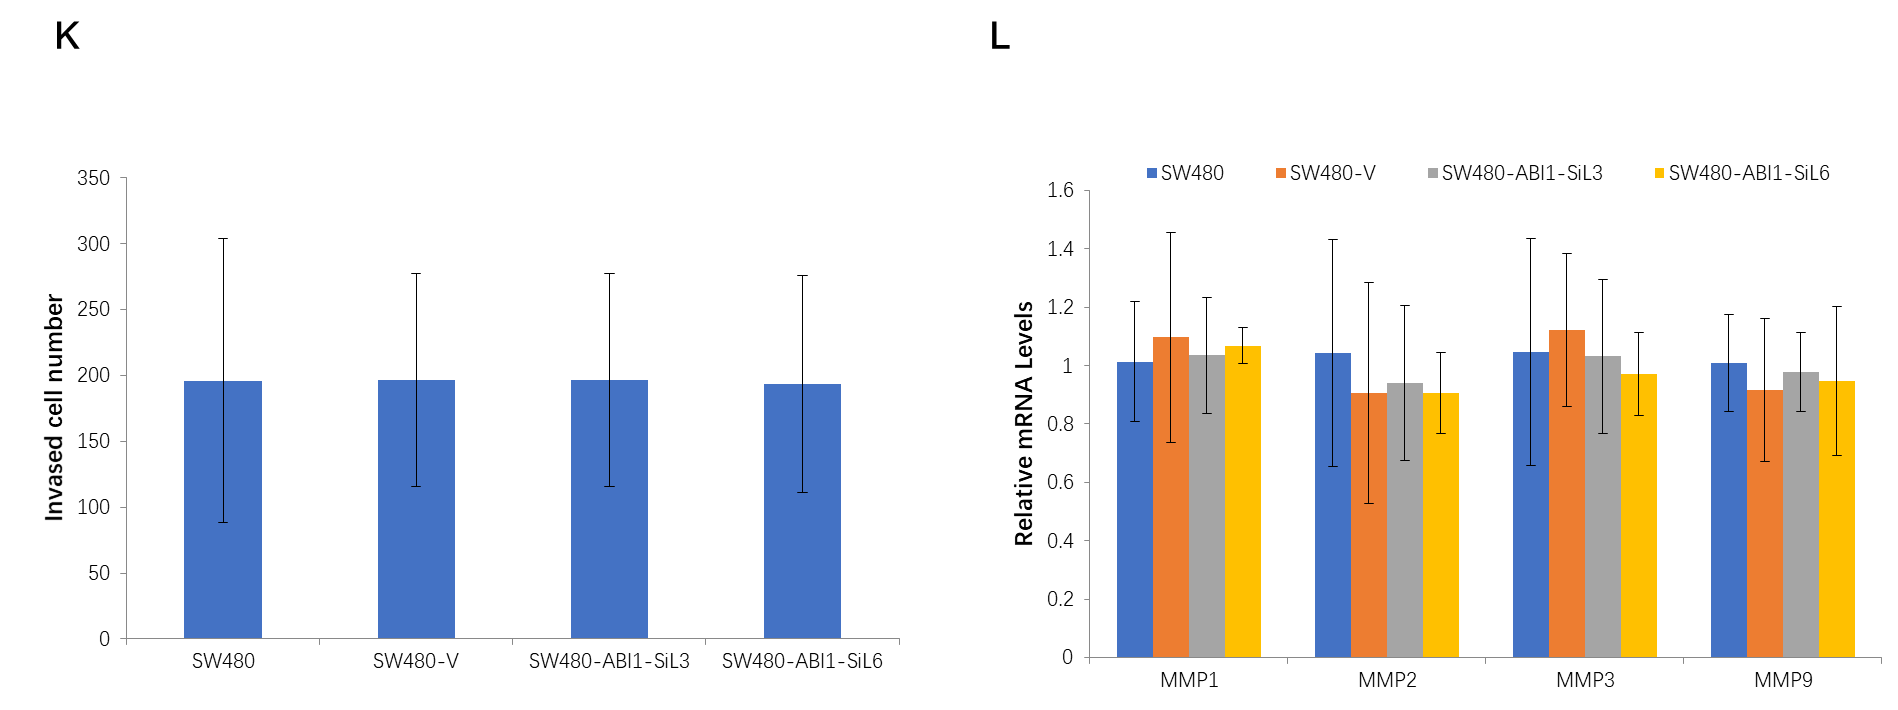 K
Invased cell number
350
300
250
200
150
100
50
0
SW480 SW480-V SW480-ABI1-SiL3 SW480-ABI1-SiL6
L
SW480 SW480-V SW480-ABI1-SiL3 SW480-ABI1-SiL6
Relative mRNA Levels
1.6
1.4
1.2
1
0.8
0.6
0.4
0.2
0
MMP1 MMP2 MMP3 MMP9